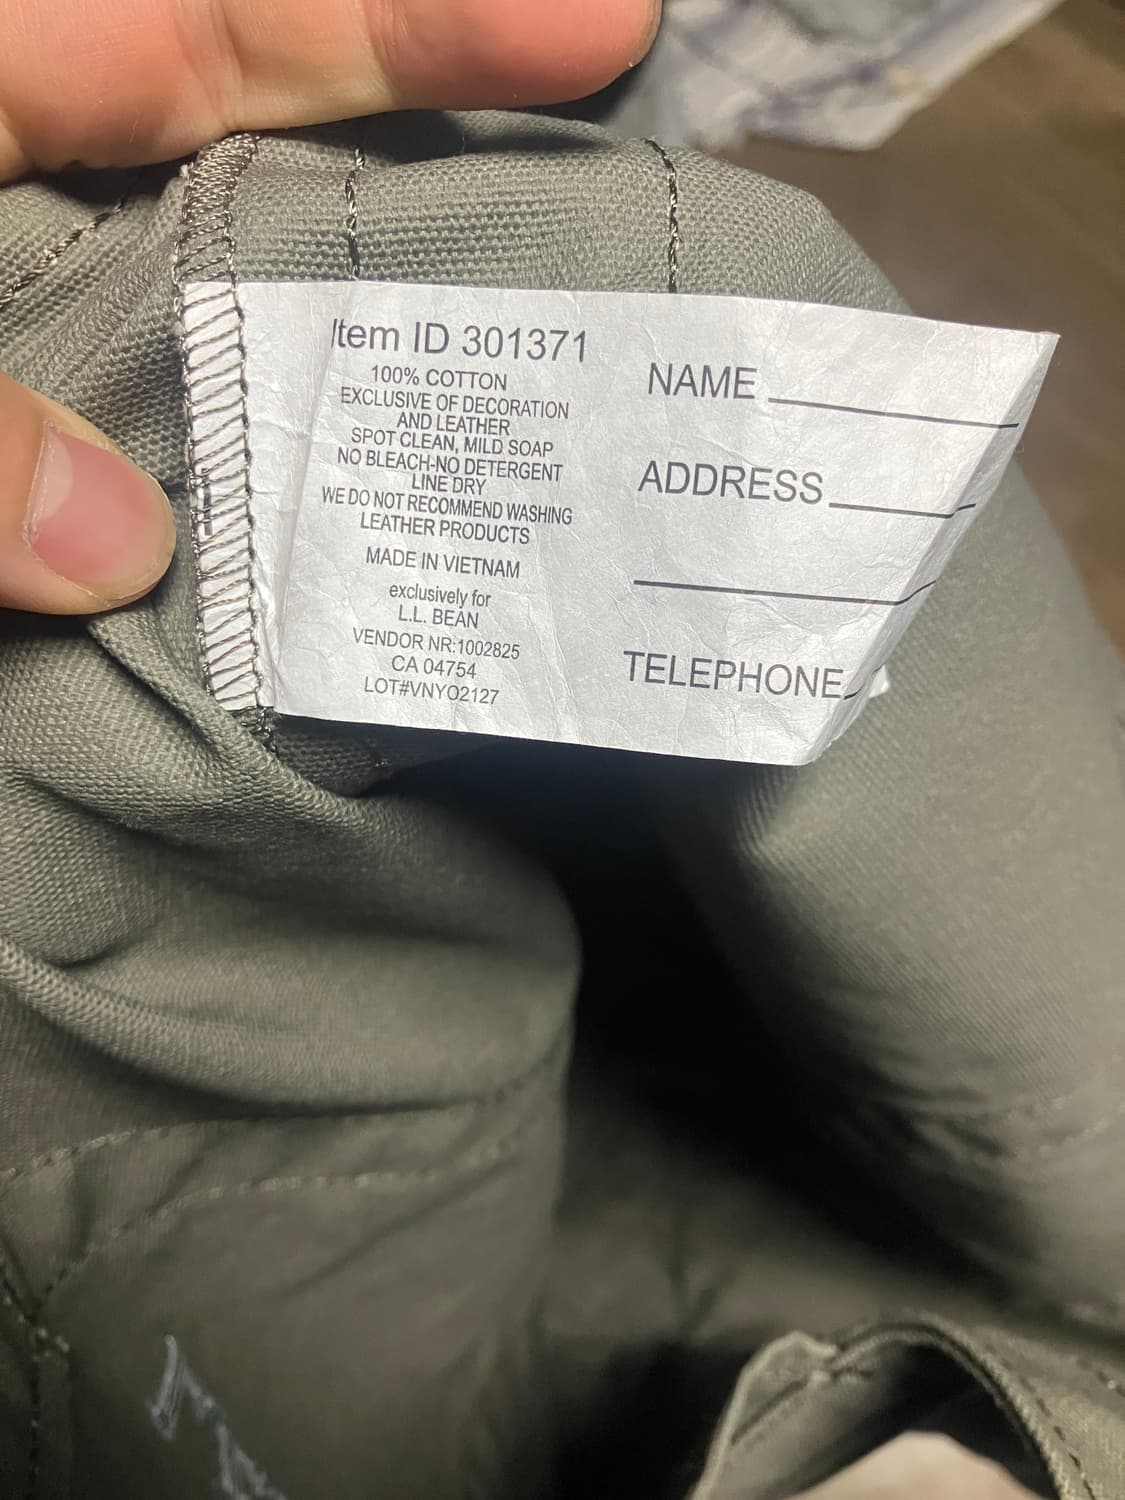 Item ID 301371
100% COTTON
EXCLUSIVE OF DECORATION
AND LEATHER
SPOT CLEAN, MILD SOAP
NO BLEACH-NO DETERGENT
LINE DRY
WE DO NOT RECOMMEND WASHING
LEATHER PRODUCTS
MADE IN VIETNAM
exclusively for
L.L. BEAN
VENDOR NR:1002825
CA 04754
LOT#VNYO2127
NAME
ADDRESS
TELEPHONE